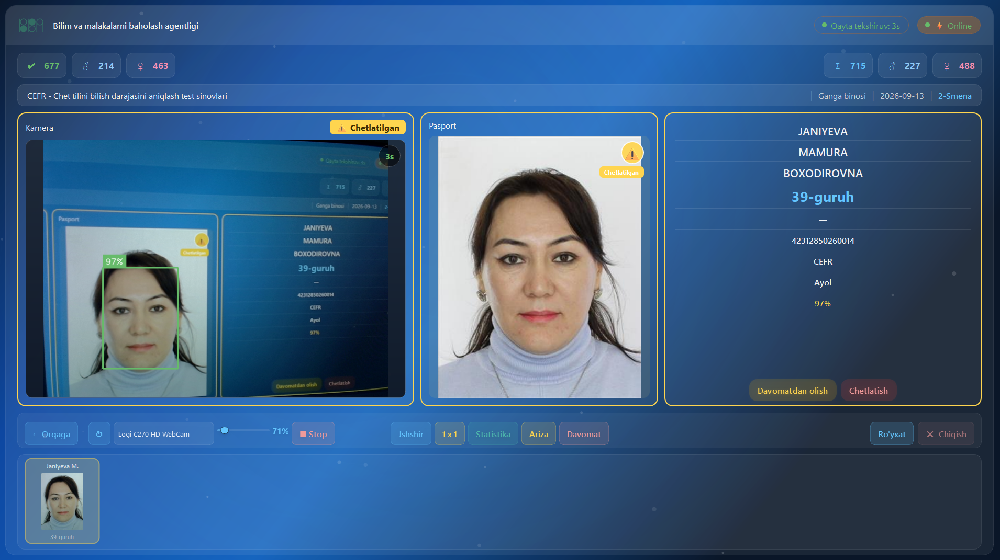 Bilim va malakalarni baholash agentligi
Qayta tekshiruv: 3s
Online
677
214
463
Σ 715
227
488
CEFR - Chet tilini bilish darajasini aniqlash test sinovlari
Ganga binosi
2026-09-13
2-Smena
Kamera
Chetlatilgan
3s
Qayta tekshiruv: 3s
Σ 715
227
Ganga binosi
2026-09-13
2
Pasport
Chetlatilgan
97%
JANIYEVA
MAMURA
BOXODIROVNA
39-guruh
—
42312850260014
CEFR
Ayol
97%
Davomatdan olish
Chetlatish
Pasport
Chetlatilgan
JANIYEVA
MAMURA
BOXODIROVNA
39-guruh
—
42312850260014
CEFR
Ayol
97%
Davomatdan olish
Chetlatish
← Orqaga
↻
Logi C270 HD WebCam
71%
Stop
Jshshir
1 x 1
Statistika
Ariza
Davomat
Ro'yxat
✕ Chiqish
Janiyeva M.
39-guruh